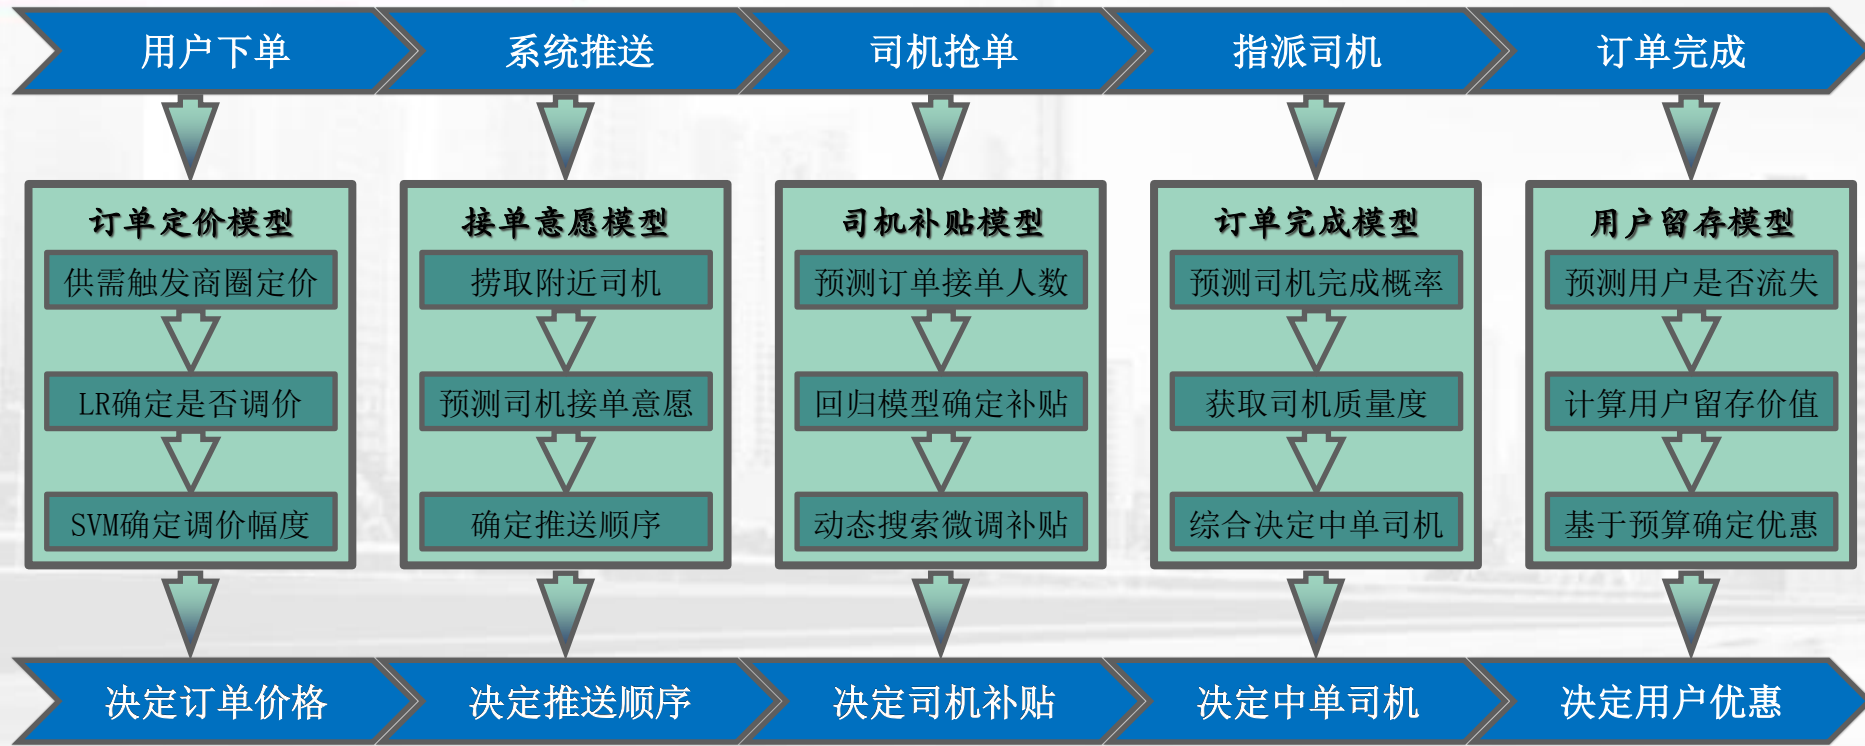 用户下单
系统推送
司机抢单
指派司机
订单完成
订单定价模型
供需触发商圈定价
LR确定是否调价
SVM确定调价幅度
接单意愿模型
捞取附近司机
预测司机接单意愿
确定推送顺序
司机补贴模型
预测订单接单人数
回归模型确定补贴
动态搜索微调补贴
订单完成模型
预测司机完成概率
获取司机质量度
综合决定中单司机
用户留存模型
预测用户是否流失
计算用户留存价值
基于预算确定优惠
决定订单价格
决定推送顺序
决定司机补贴
决定中单司机
决定用户优惠